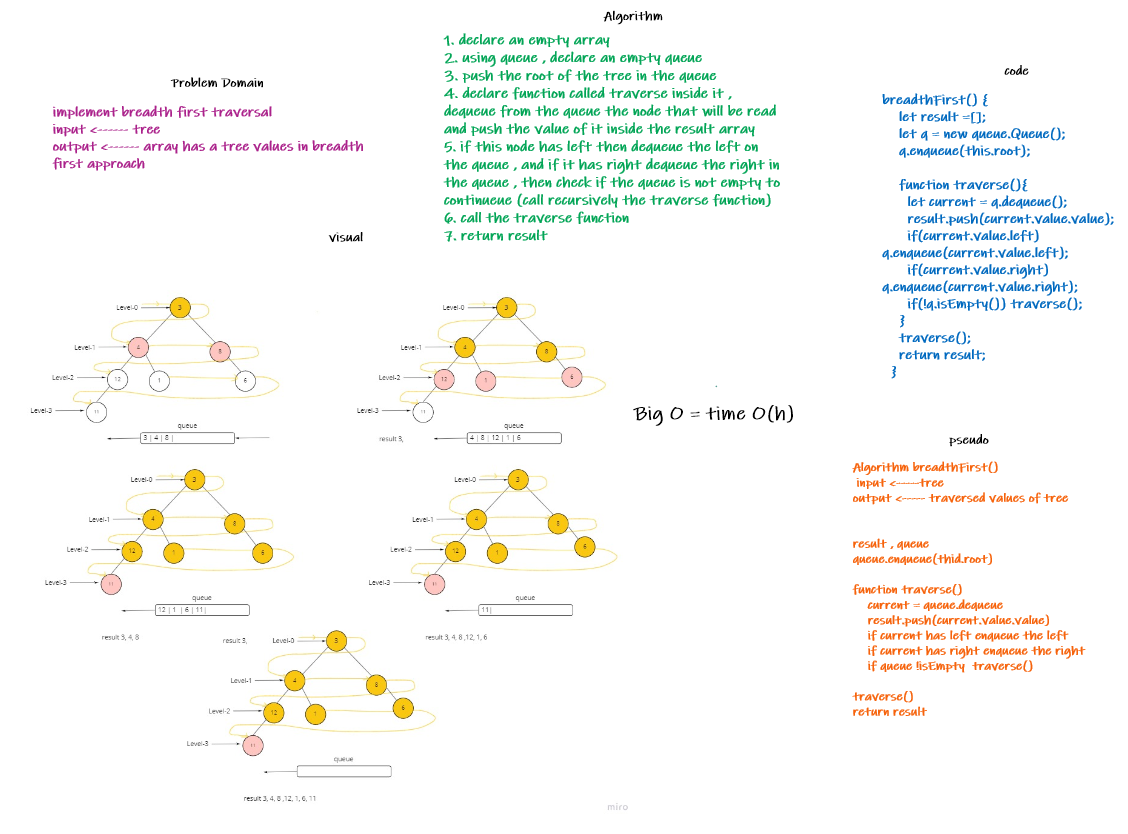 Algorithm
1. declare an empty array
2. using queue , declare an empty queue
3. push the root of the tree in the queue
4. declare function called traverse inside it ,
dequeue from the queue the node that will be read
and push the value of it inside the result array
5. if this node has left then dequeue the left on
the queue , and if it has right dequeue the right in
the queue , then check if the queue is not empty to
continueue (call recursively the traverse function)
6. call the traverse function
7. return result
Problem Domain
implement breadth first traversal
input <------ tree
output <------ array has a tree values in breadth
first approach
code
breadthFirst() {
let result =[];
let q = new queue.Queue();
q.enqueue(this.root);
function traverse(){
let current = q.dequeue();
result.push(current.value.value);
if(current.value.left)
q.enqueue(current.value.left);
if(current.value.right)
q.enqueue(current.value.right);
if(!q.isEmpty()) traverse();
}
traverse();
return result;
}
visual
Level-0 3
Level-1 4 8
Level-2 12 1 6
Level-3 11
queue
3 | 4 | 8 |
Level-0 3
Level-1 4 8
Level-2 12 1 6
Level-3 11
queue
result 3, 4 | 8 | 12 | 1 | 6
Big O = time O(h)
Level-0 3
Level-1 4 8
Level-2 12 1 6
Level-3 11
queue
12 | 1 | 6 | 11|
result 3, 4, 8
Level-0 3
Level-1 4 8
Level-2 12 1 6
Level-3 11
queue
11|
result 3, 4, 8 ,12, 1, 6
result 3, Level-0 3
Level-1 4 8
Level-2 12 1 6
Level-3 11
queue
result 3, 4, 8 ,12, 1, 6, 11
pseudo
Algorithm breadthFirst()
input <-----tree
output <----- traversed values of tree
result , queue
queue.enqueue(thid.root)
function traverse()
current = queue.dequeue
result.push(current.value.value)
if current has left enqueue the left
if current has right enqueue the right
if queue !isEmpty traverse()
traverse()
return result
miro